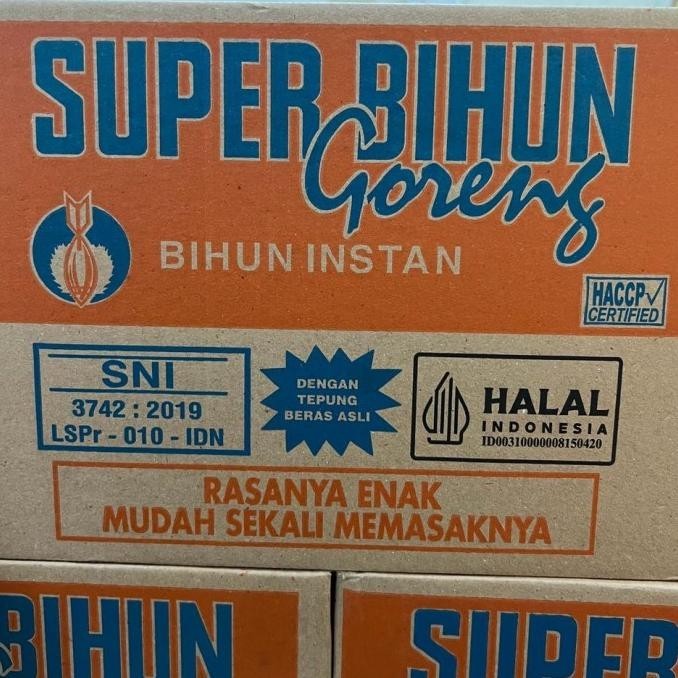 SUPER BIHUN
Goreng
BIHUN INSTAN
HACCP
CERTIFIED
SNI
3742 : 2019
LSPr - 010 - IDN
DENGAN
TEPUNG
BERAS ASLI
HALAL
INDONESIA
ID00310000008150420
RASANYA ENAK
MUDAH SEKALI MEMASAKNYA
BIHUN
SUPER